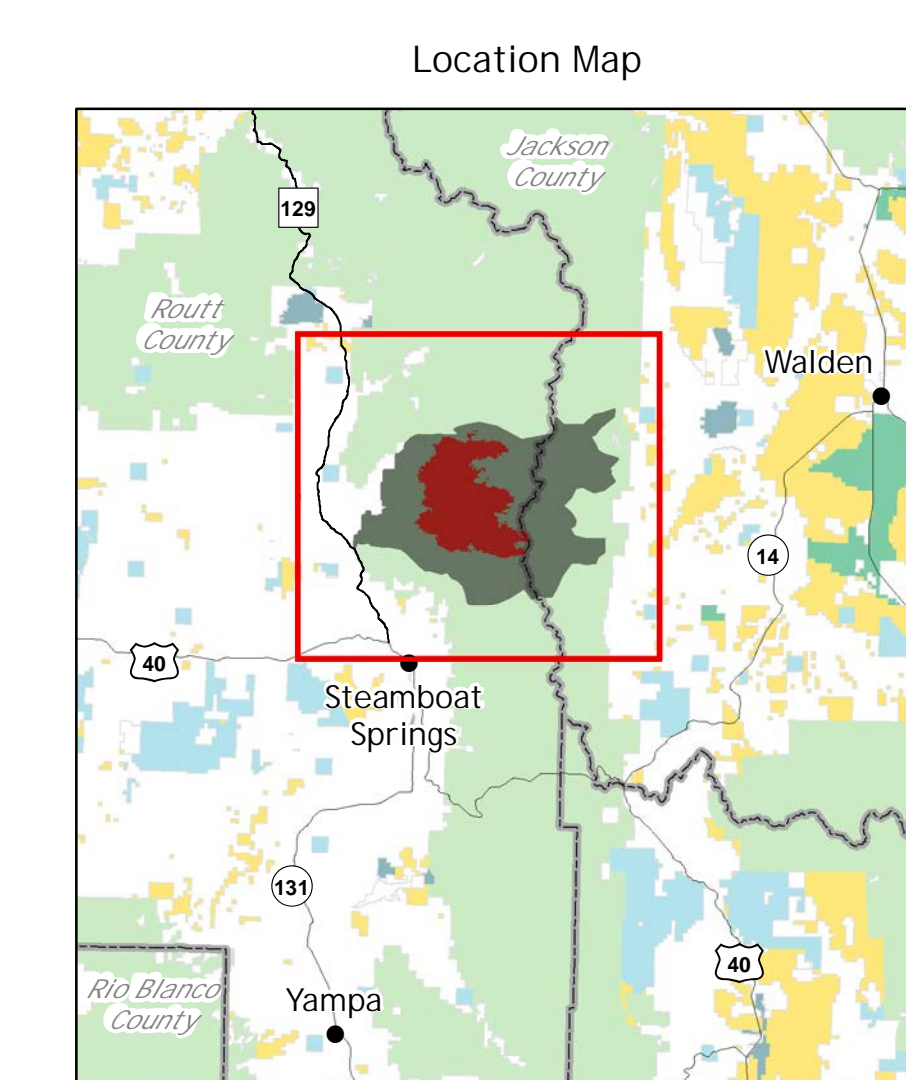 Location Map
Jackson
County
129
Routt
County
Walden
14
40
Steamboat
Springs
131
40
Rio Blanco
County
Yampa